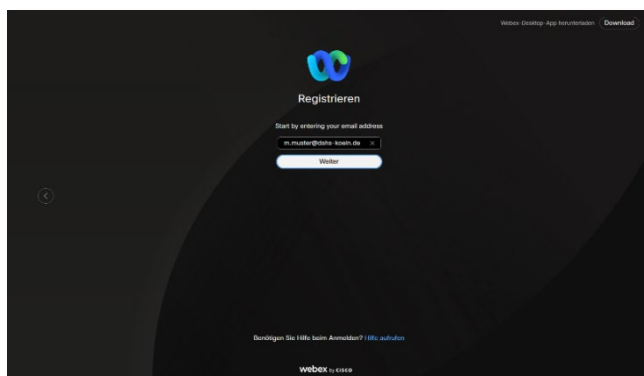 Webex-Desktop-App herunterladen Download
Registrieren
Start by entering your email address
m.muster@dshs-koeln.de
Weiter
Benötigen Sie Hilfe beim Anmelden? Hilfe aufrufen
webex by CISCO